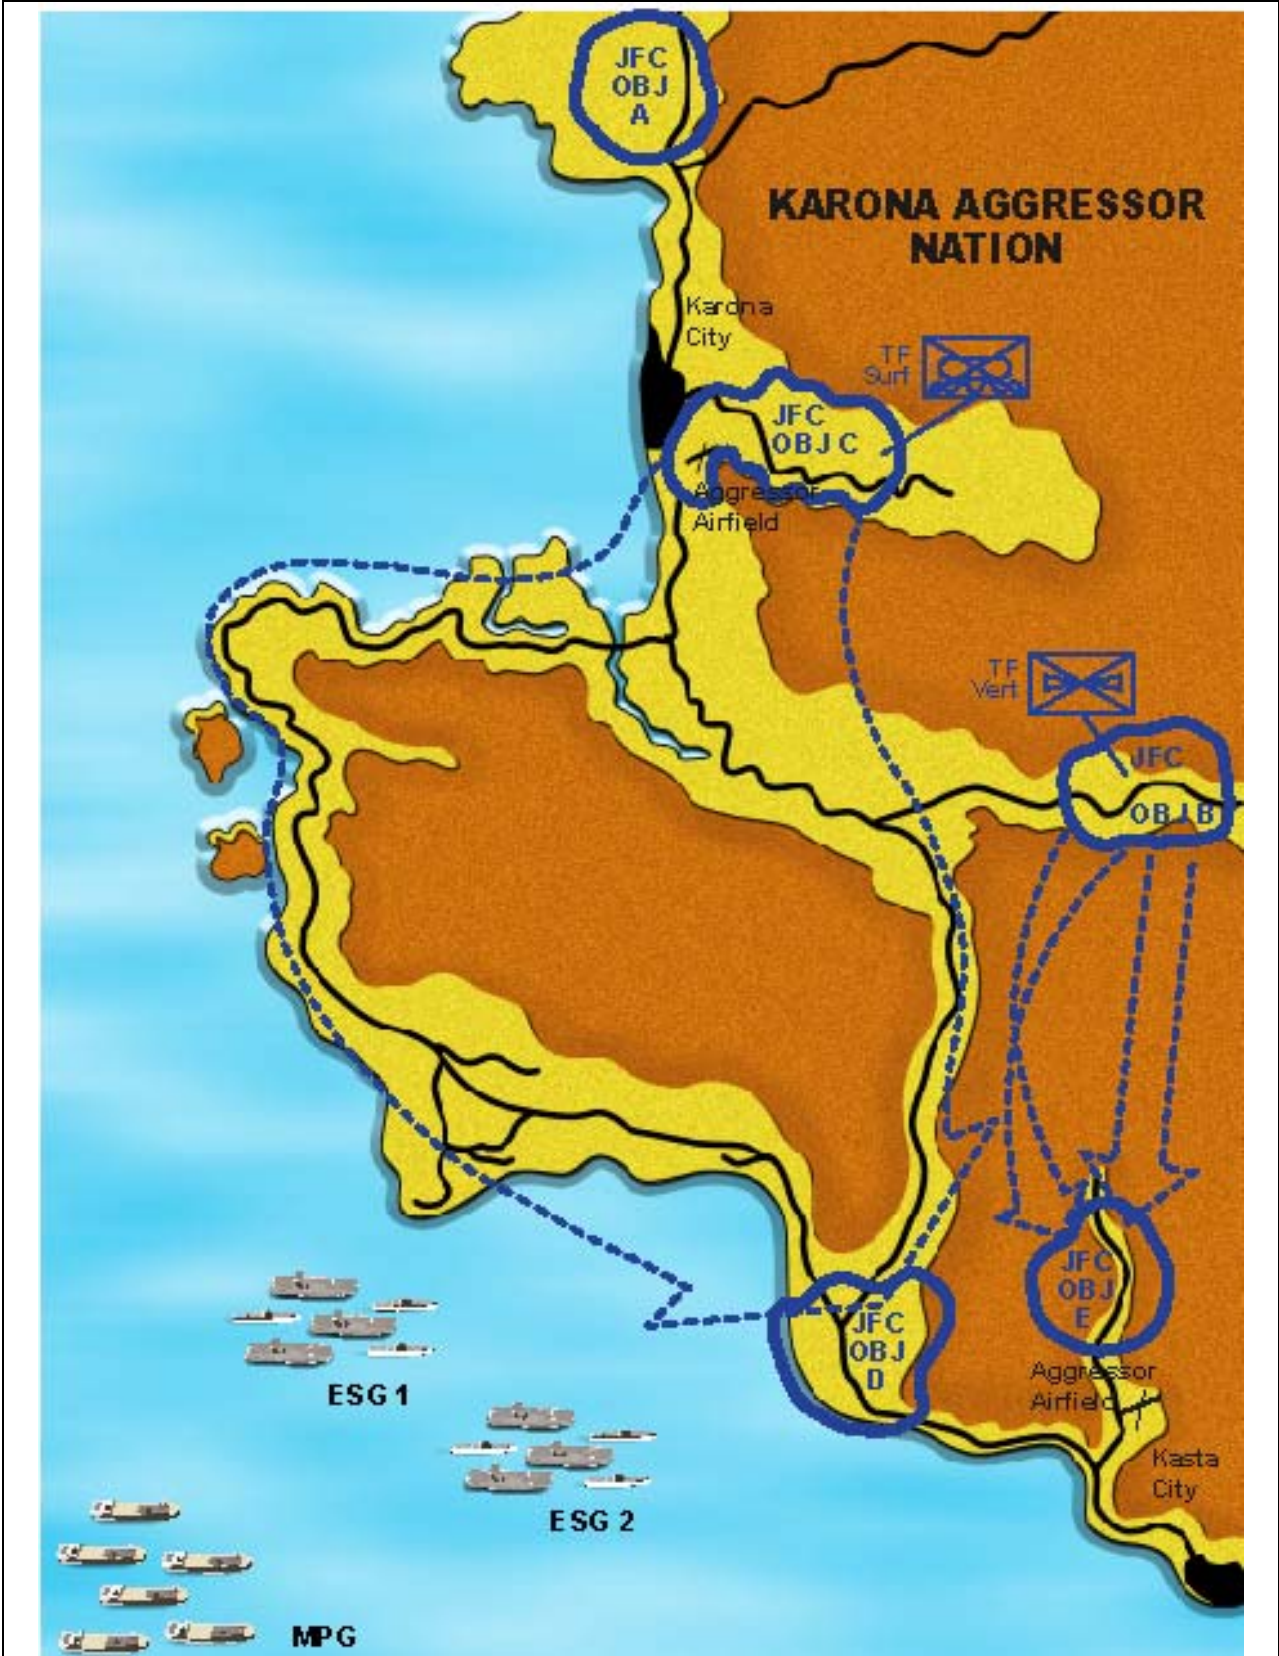 JFC
OBJ
A
KARONA AGGRESSOR
NATION
Karona
City
TF
Surf
JFC
OBJ C
Aggressor
Airfield
TF
Vert
JFC
OBJ B
JFC
OBJ
E
JFC
OBJ
D
Aggressor
Airfield
ESG 1
Kasta
City
ESG 2
MPG